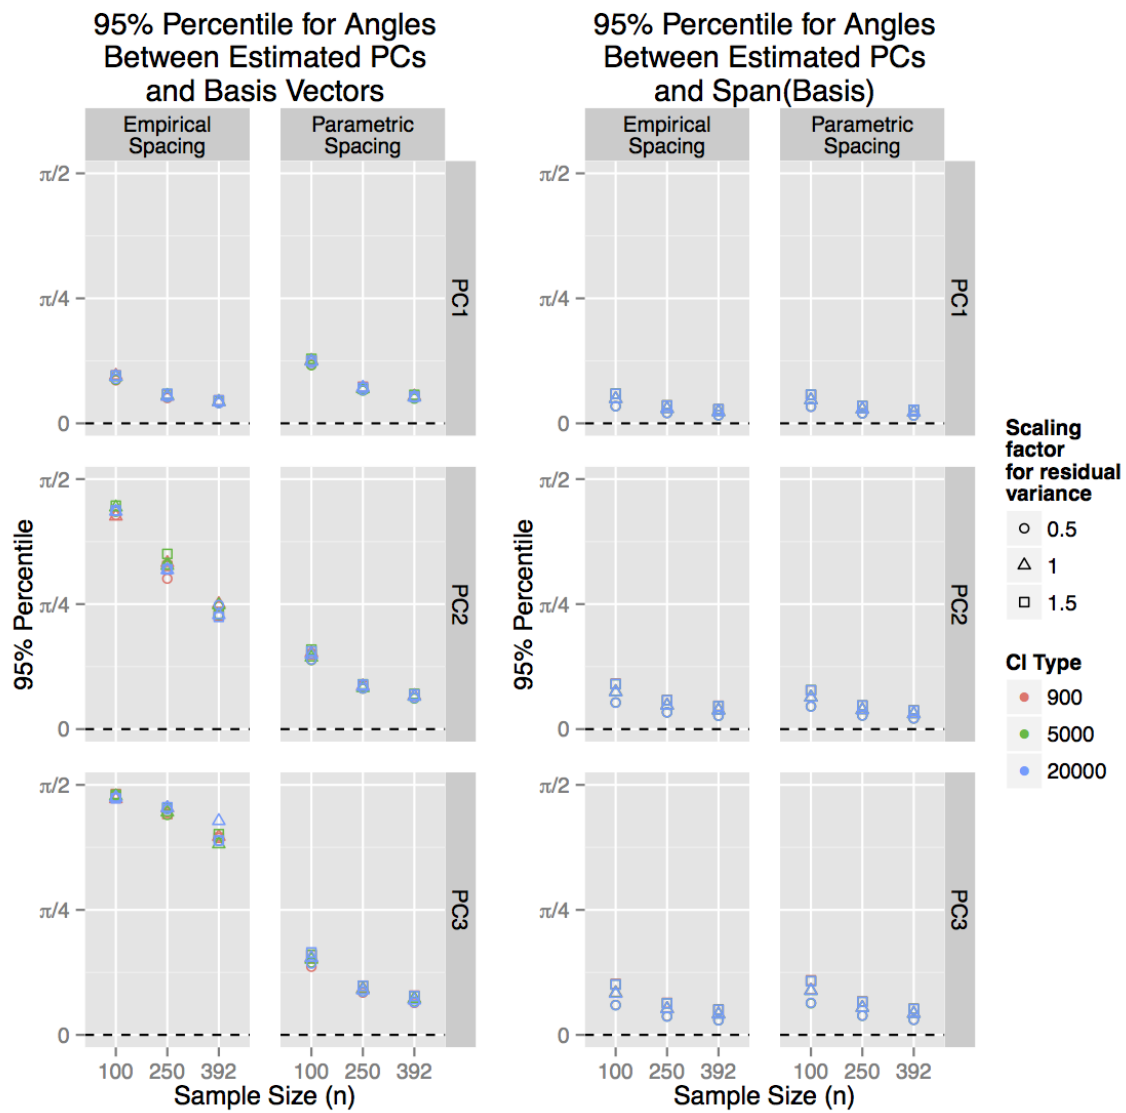 95% Percentile for Angles
Between Estimated PCs
and Basis Vectors
Empirical
Spacing
Parametric
Spacing
π/2
π/4
0
PC1
π/2
π/4
0
PC2
π/2
π/4
0
PC3
95% Percentile
100
250
392
100
250
392
Sample Size (n)
95% Percentile for Angles
Between Estimated PCs
and Span(Basis)
Empirical
Spacing
Parametric
Spacing
π/2
π/4
0
PC1
π/2
π/4
0
PC2
π/2
π/4
0
PC3
95% Percentile
100
250
392
100
250
392
Sample Size (n)
Scaling
factor
for residual
variance
0.5
1
1.5
CI Type
900
5000
20000